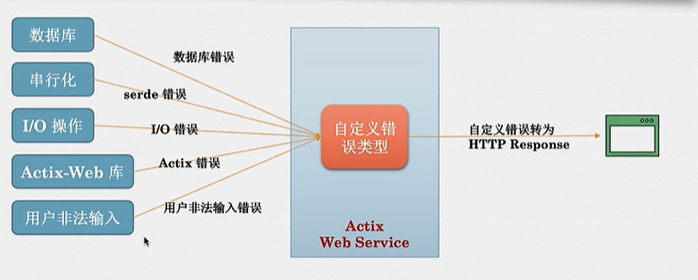 数据库
串行化
I/O 操作
Actix-Web 库
用户非法输入
数据库错误
serde 错误
I/O 错误
Actix 错误
用户非法输入错误
自定义错
误类型
Actix
Web Service
自定义错误转为
HTTP Response